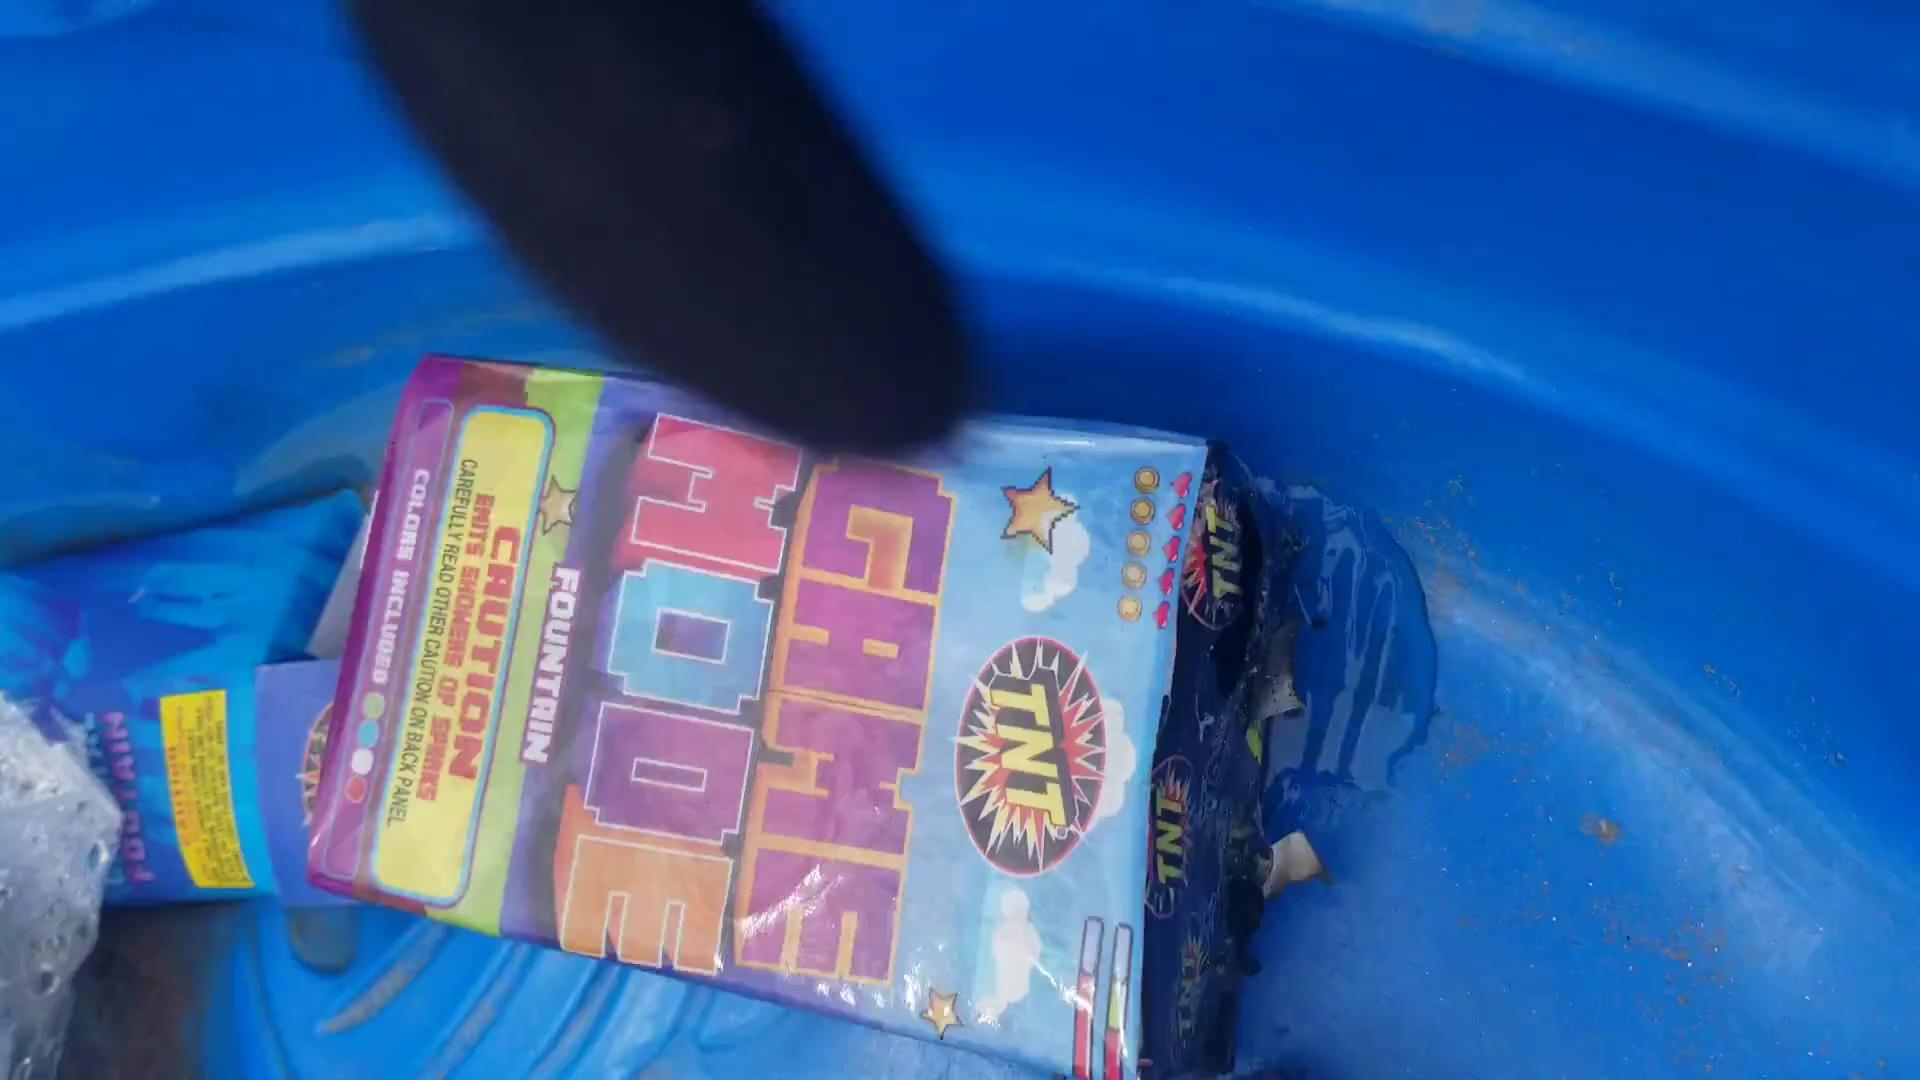 TNT
GAME
MODE
FOUNTAIN
CAUTION
EMITS SHOWERS OF SPARKS
CAREFULLY READ OTHER CAUTION ON BACK PANEL
COLORS INCLUDED
TNT
TNT
TNT